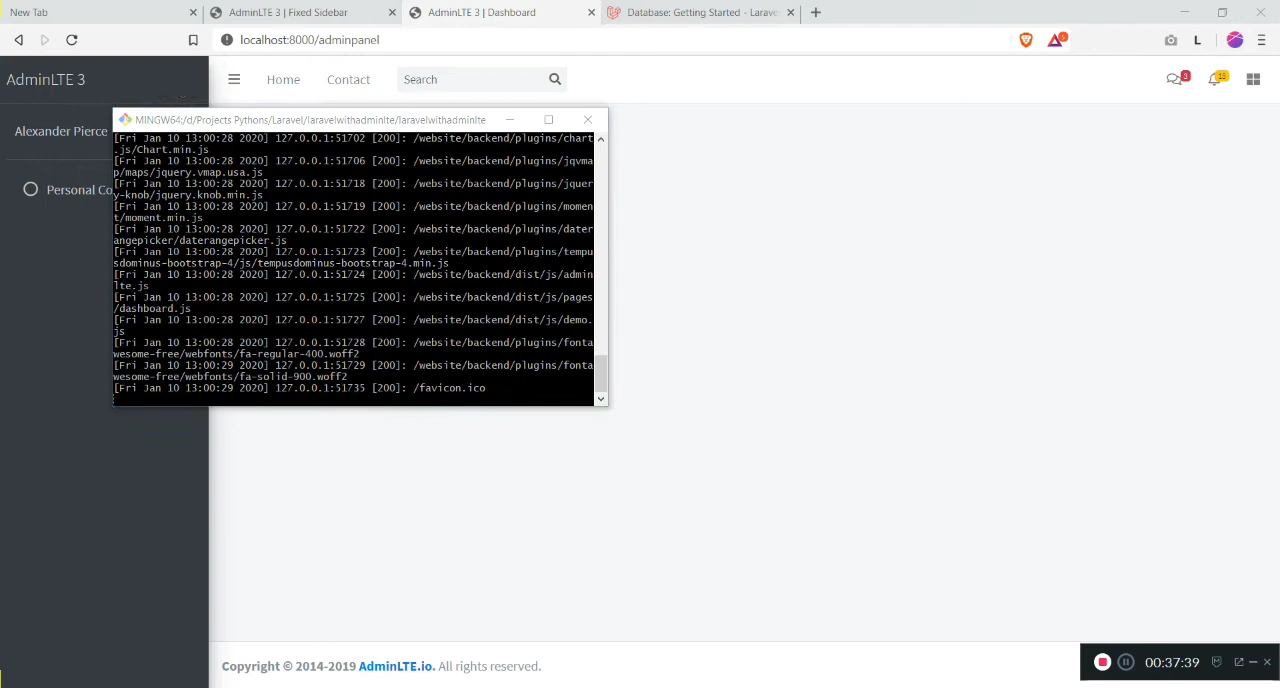 New Tab
AdminLTE 3 | Fixed Sidebar
AdminLTE 3 | Dashboard
Database: Getting Started - Larave
localhost:8000/adminpanel
5
L
AdminLTE 3
Home
Contact
Search
3
15
Alexander Pierce
Personal Co
MINGW64:/d/Projects Pythons/Laravel/laravelwithadminlte/laravelwithadminlte
[Fri Jan 10 13:00:28 2020] 127.0.0.1:51702 [200]: /website/backend/plugins/chart
.js/Chart.min.js
[Fri Jan 10 13:00:28 2020] 127.0.0.1:51706 [200]: /website/backend/plugins/jqvma
p/maps/jquery.vmap.usa.js
[Fri Jan 10 13:00:28 2020] 127.0.0.1:51718 [200]: /website/backend/plugins/jquer
y-knob/jquery.knob.min.js
[Fri Jan 10 13:00:28 2020] 127.0.0.1:51719 [200]: /website/backend/plugins/momen
t/moment.min.js
[Fri Jan 10 13:00:28 2020] 127.0.0.1:51722 [200]: /website/backend/plugins/dater
angepicker/daterangepicker.js
[Fri Jan 10 13:00:28 2020] 127.0.0.1:51723 [200]: /website/backend/plugins/tempu
sdominus-bootstrap-4/js/tempusdominus-bootstrap-4.min.js
[Fri Jan 10 13:00:28 2020] 127.0.0.1:51724 [200]: /website/backend/dist/js/admin
lte.js
[Fri Jan 10 13:00:28 2020] 127.0.0.1:51725 [200]: /website/backend/dist/js/pages
/dashboard.js
[Fri Jan 10 13:00:28 2020] 127.0.0.1:51727 [200]: /website/backend/dist/js/demo.
js
[Fri Jan 10 13:00:28 2020] 127.0.0.1:51728 [200]: /website/backend/plugins/fonta
wesome-free/webfonts/fa-regular-400.woff2
[Fri Jan 10 13:00:29 2020] 127.0.0.1:51729 [200]: /website/backend/plugins/fonta
wesome-free/webfonts/fa-solid-900.woff2
[Fri Jan 10 13:00:29 2020] 127.0.0.1:51735 [200]: /favicon.ico
Copyright © 2014-2019 AdminLTE.io. All rights reserved.
00:37:39